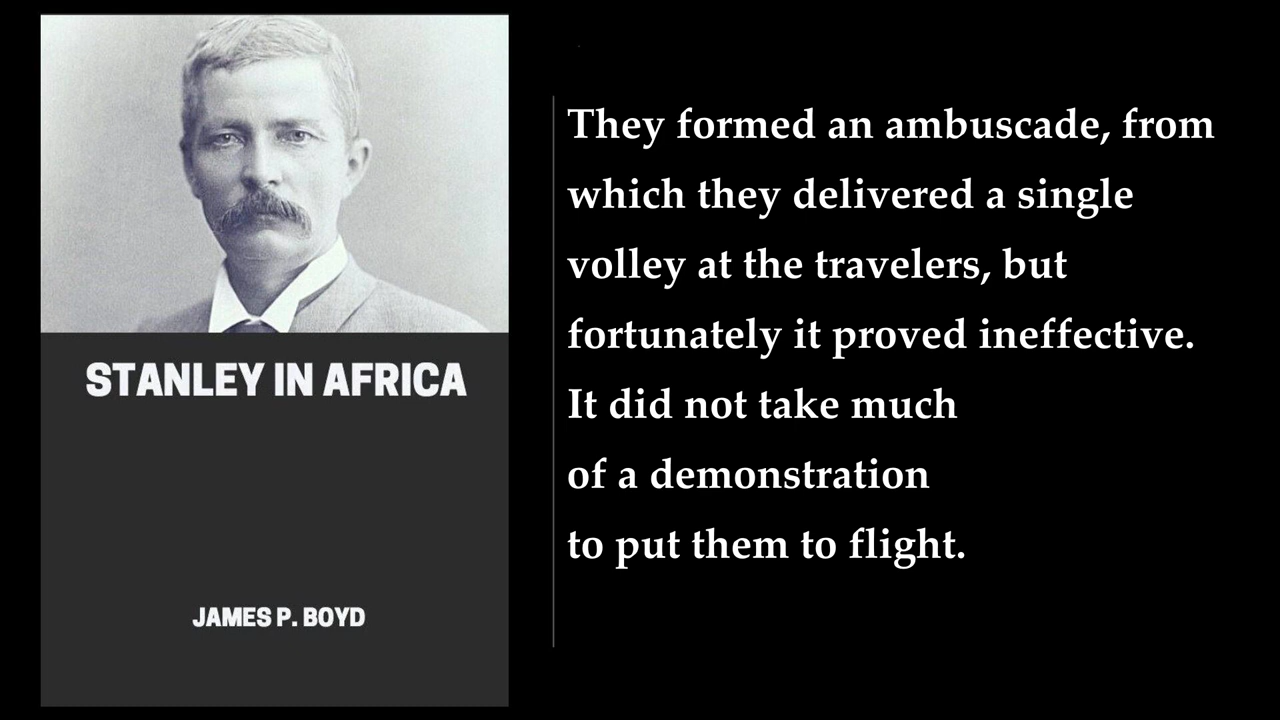 STANLEY IN AFRICA
JAMES P. BOYD
They formed an ambuscade, from
which they delivered a single
volley at the travelers, but
fortunately it proved ineffective.
It did not take much
of a demonstration
to put them to flight.